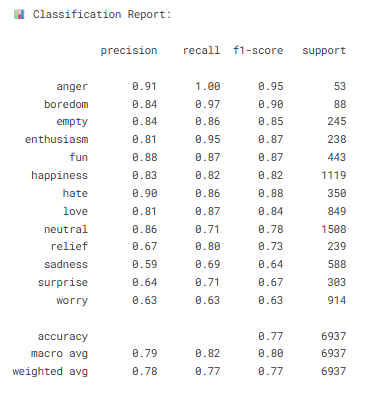 📊 Classification Report:
precision recall f1-score support
anger 0.91 1.00 0.95 53
boredom 0.84 0.97 0.90 88
empty 0.84 0.86 0.85 245
enthusiasm 0.81 0.95 0.87 238
fun 0.88 0.87 0.87 443
happiness 0.83 0.82 0.82 1119
hate 0.90 0.86 0.88 350
love 0.81 0.87 0.84 849
neutral 0.86 0.71 0.78 1508
relief 0.67 0.80 0.73 239
sadness 0.59 0.69 0.64 588
surprise 0.64 0.71 0.67 303
worry 0.63 0.63 0.63 914
accuracy 0.77 6937
macro avg 0.79 0.82 0.80 6937
weighted avg 0.78 0.77 0.77 6937